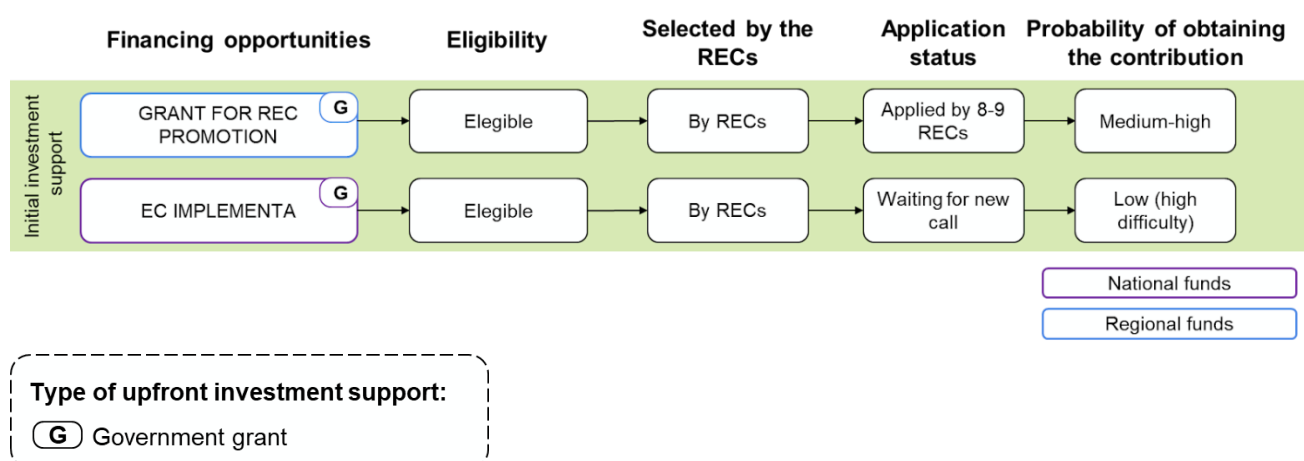 Financing opportunities
Eligibility
Selected by the
RECs
Application
status
Probability of obtaining
the contribution
Initial investment
support
GRANT FOR REC
PROMOTION
G
Elegible
By RECs
Applied by 8-9
RECs
Medium-high
EC IMPLEMENTA
G
Elegible
By RECs
Waiting for new
call
Low (high
difficulty)
National funds
Regional funds
Type of upfront investment support:
G Government grant